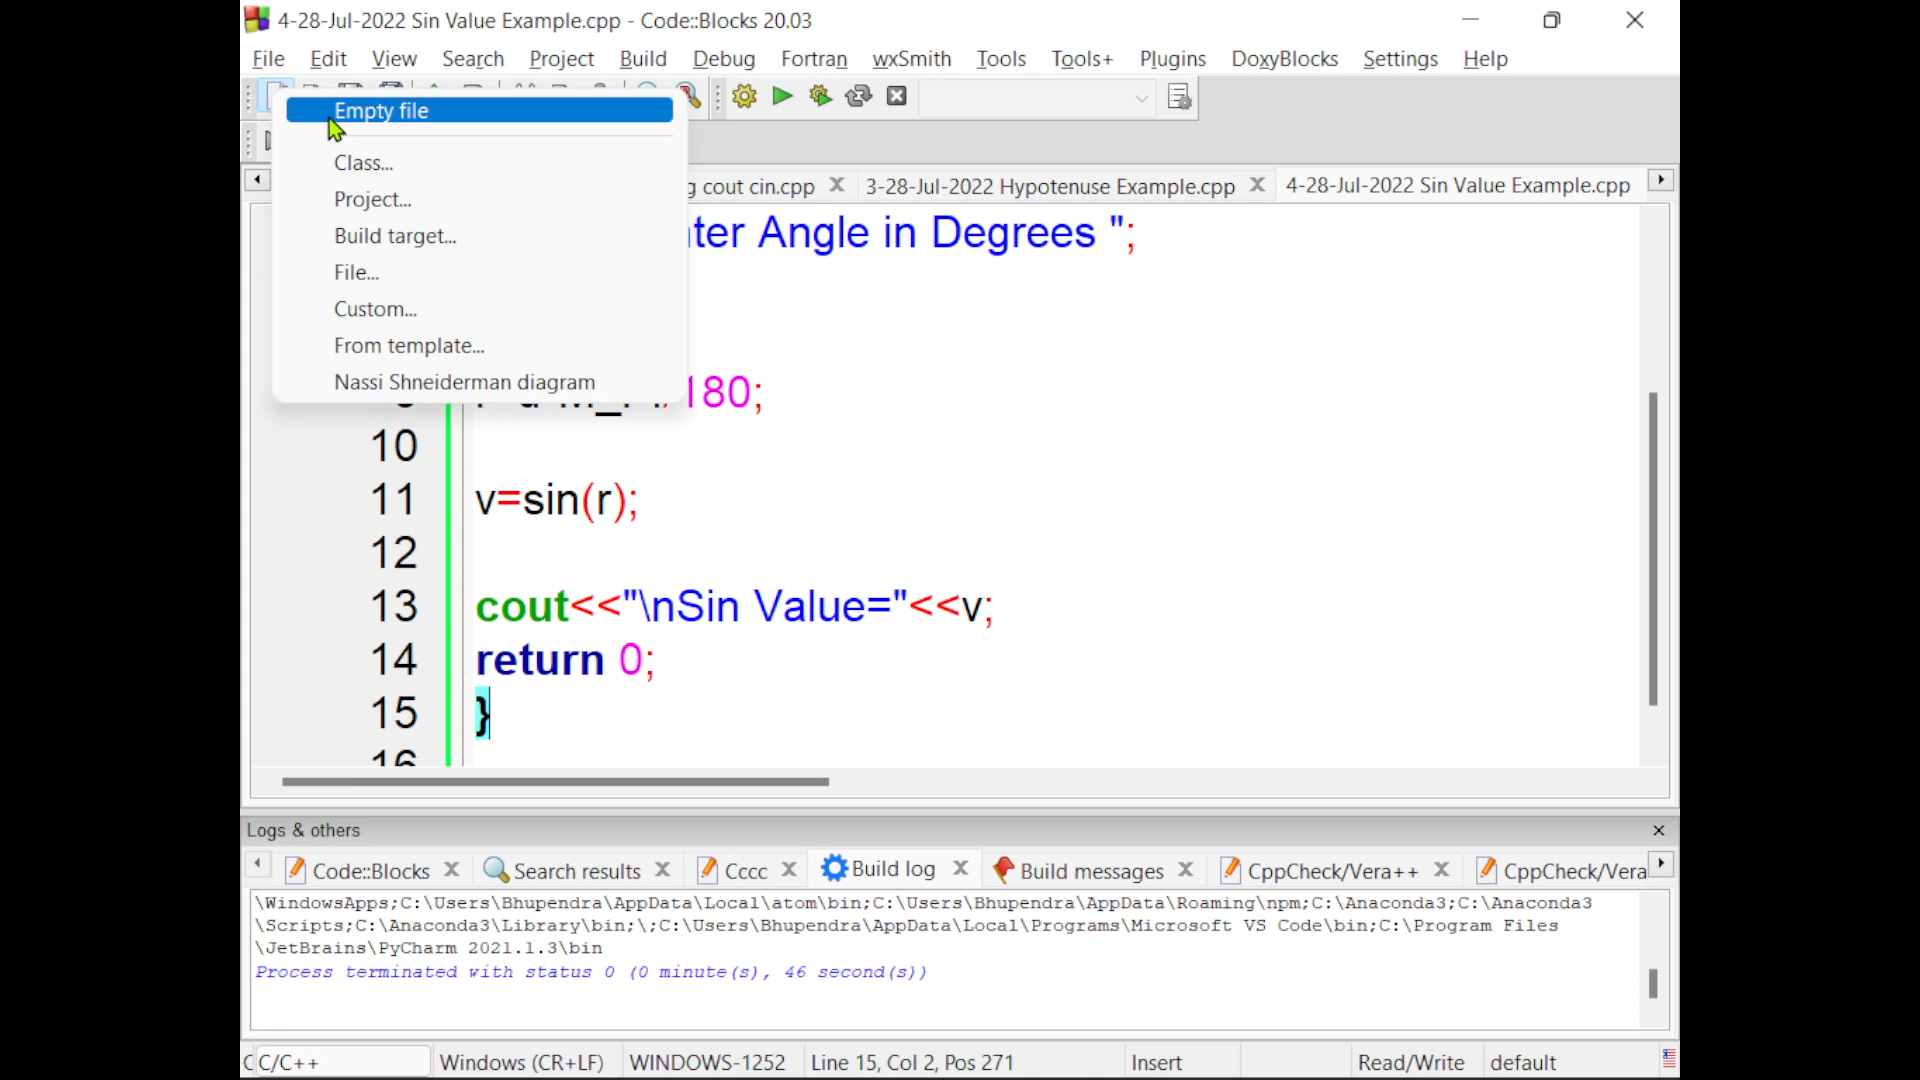 4-28-Jul-2022 Sin Value Example.cpp - Code::Blocks 20.03
File Edit View Search Project Build Debug Fortran wxSmith Tools Tools+ Plugins DoxyBlocks Settings Help
Empty file
Class...
Project...
Build target...
File...
Custom...
From template...
Nassi Shneiderman diagram
g cout cin.cpp 3-28-Jul-2022 Hypotenuse Example.cpp 4-28-Jul-2022 Sin Value Example.cpp
ter Angle in Degrees ";
/180;
10
11 v=sin(r);
12
13 cout<<"\nSin Value="<<v;
14 return 0;
15 }
16
Logs & others
Code::Blocks Search results Cccc Build log Build messages CppCheck/Vera++ CppCheck/Vera
\WindowsApps;C:\Users\Bhupendra\AppData\Local\atom\bin;C:\Users\Bhupendra\AppData\Roaming\npm;C:\Anaconda3;C:\Anaconda3
\Scripts;C:\Anaconda3\Library\bin;\;C:\Users\Bhupendra\AppData\Local\Programs\Microsoft VS Code\bin;C:\Program Files
\JetBrains\PyCharm 2021.1.3\bin
Process terminated with status 0 (0 minute(s), 46 second(s))
C/C++ Windows (CR+LF) WINDOWS-1252 Line 15, Col 2, Pos 271 Insert Read/Write default